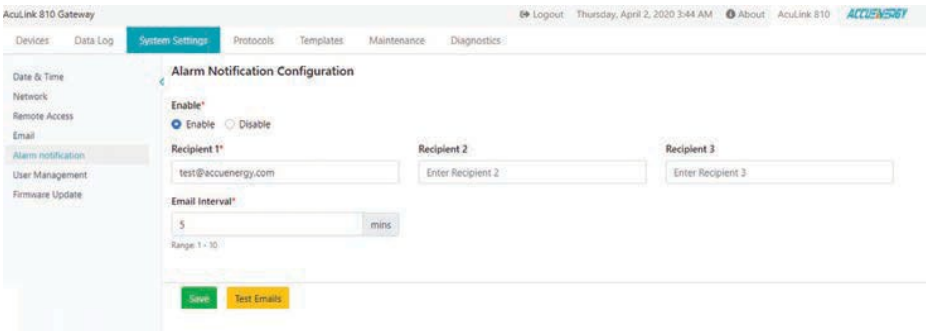 AcuLink 810 Gateway
Logout Thursday, April 2, 2020 3:44 AM About AcuLink 810 ACCUENERGY
Devices Data Log System Settings Protocols Templates Maintenance Diagnostics
Date & Time
Network
Remote Access
Email
Alarm notification
User Management
Firmware Update
Alarm Notification Configuration
Enable*
Enable Disable
Recipient 1* Recipient 2 Recipient 3
test@accuenergy.com Enter Recipient 2 Enter Recipient 3
Email Interval*
5 mins
Range: 1 - 10
Save Test Emails